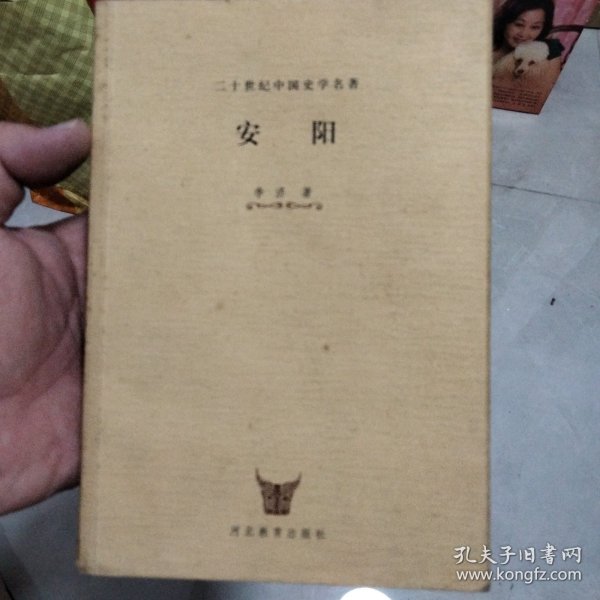 二十世纪中国史学名著
安阳
李济 著
河北教育出版社
孔夫子旧书网
www.kongfz.com